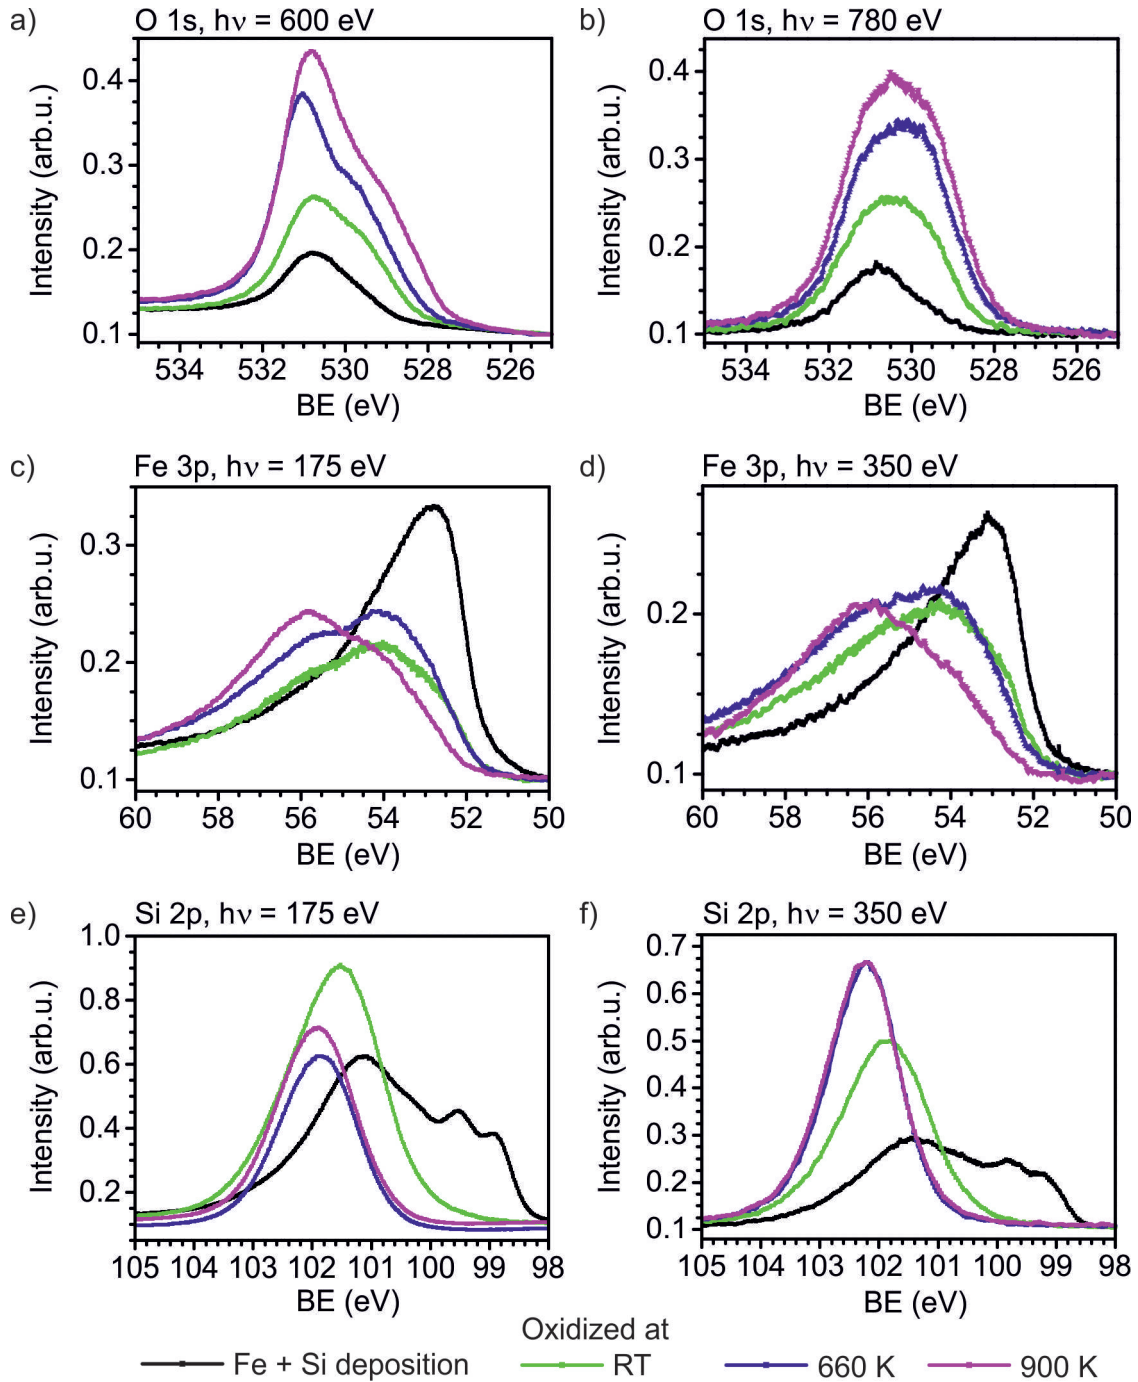 a) O 1s, hν = 600 eV
Intensity (arb.u.)
0.4
0.3
0.2
0.1
534 532 530 528 526
BE (eV)
b) O 1s, hν = 780 eV
Intensity (arb.u.)
0.4
0.3
0.2
0.1
534 532 530 528 526
BE (eV)
c) Fe 3p, hν = 175 eV
Intensity (arb.u.)
0.3
0.2
0.1
60 58 56 54 52 50
BE (eV)
d) Fe 3p, hν = 350 eV
Intensity (arb.u.)
0.2
0.1
60 58 56 54 52 50
BE (eV)
e) Si 2p, hν = 175 eV
Intensity (arb.u.)
1.0
0.8
0.6
0.4
0.2
105 104 103 102 101 100 99 98
BE (eV)
f) Si 2p, hν = 350 eV
Intensity (arb.u.)
0.7
0.6
0.5
0.4
0.3
0.2
0.1
105 104 103 102 101 100 99 98
BE (eV)
Oxidized at
Fe + Si deposition RT 660 K 900 K